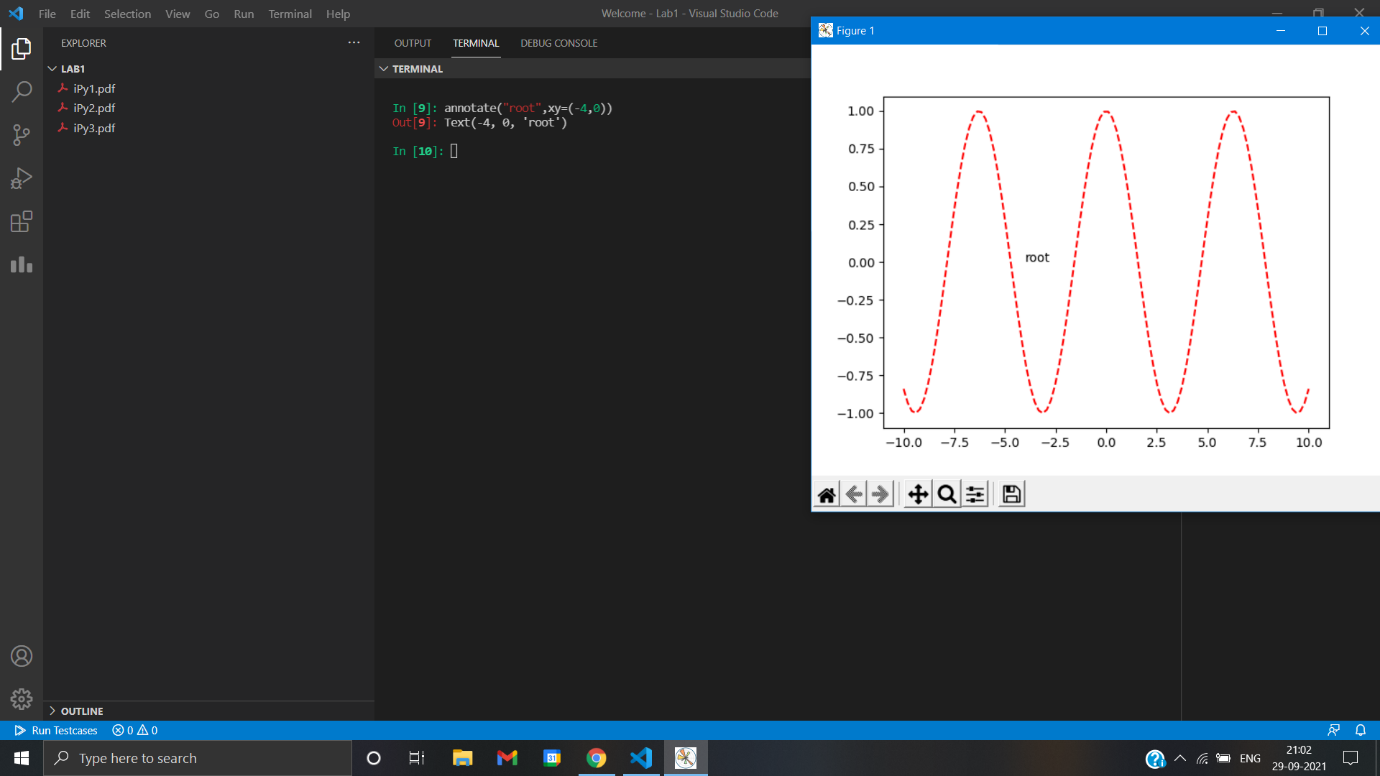 File Edit Selection View Go Run Terminal Help
Welcome - Lab1 - Visual Studio Code
EXPLORER
LAB1
iPy1.pdf
iPy2.pdf
iPy3.pdf
OUTLINE
OUTPUT TERMINAL DEBUG CONSOLE
TERMINAL
In [9]: annotate("root",xy=(-4,0))
Out[9]: Text(-4, 0, 'root')
In [10]:
Figure 1
1.00
0.75
0.50
0.25
0.00
−0.25
−0.50
−0.75
−1.00
root
−10.0 −7.5 −5.0 −2.5 0.0 2.5 5.0 7.5 10.0
Run Testcases 0 0
Type here to search
31
ENG
21:02
29-09-2021